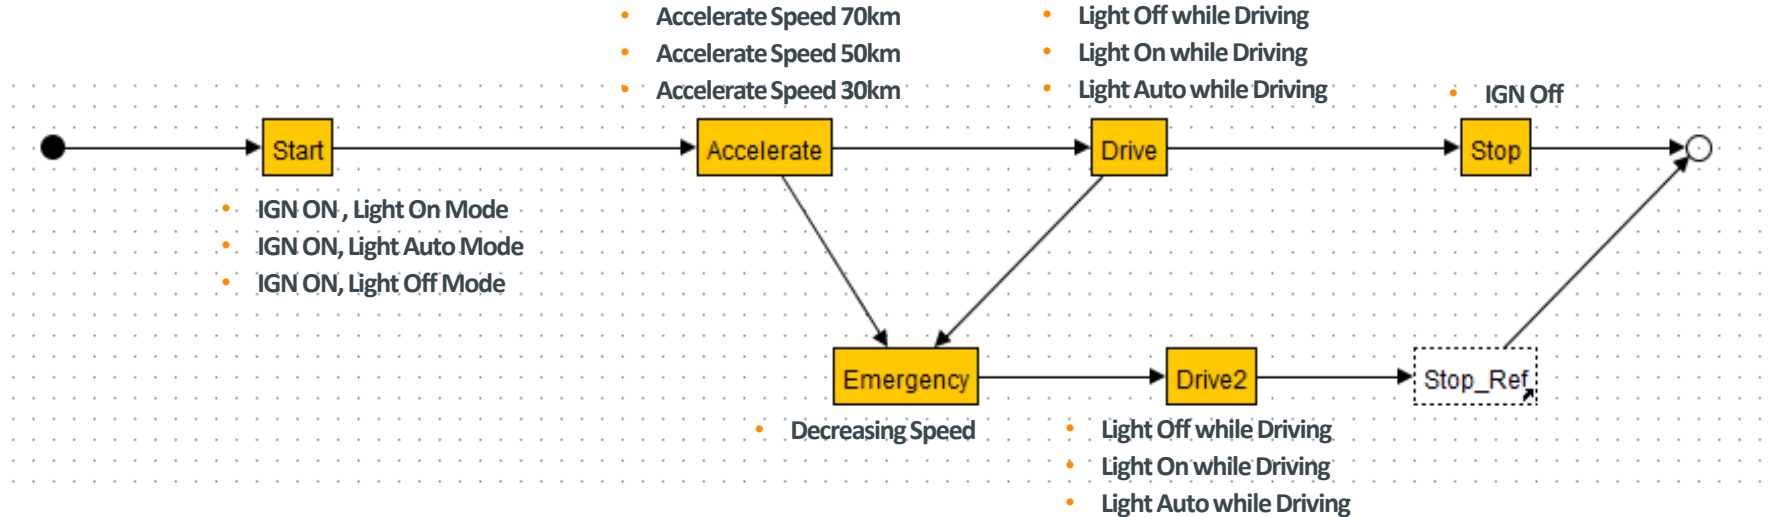 Accelerate Speed 70km
Accelerate Speed 50km
Accelerate Speed 30km
Light Off while Driving
Light On while Driving
Light Auto while Driving
IGN Off
Start
Accelerate
Drive
Stop
IGN ON , Light On Mode
IGN ON, Light Auto Mode
IGN ON, Light Off Mode
Emergency
Drive2
Stop_Ref
Decreasing Speed
Light Off while Driving
Light On while Driving
Light Auto while Driving